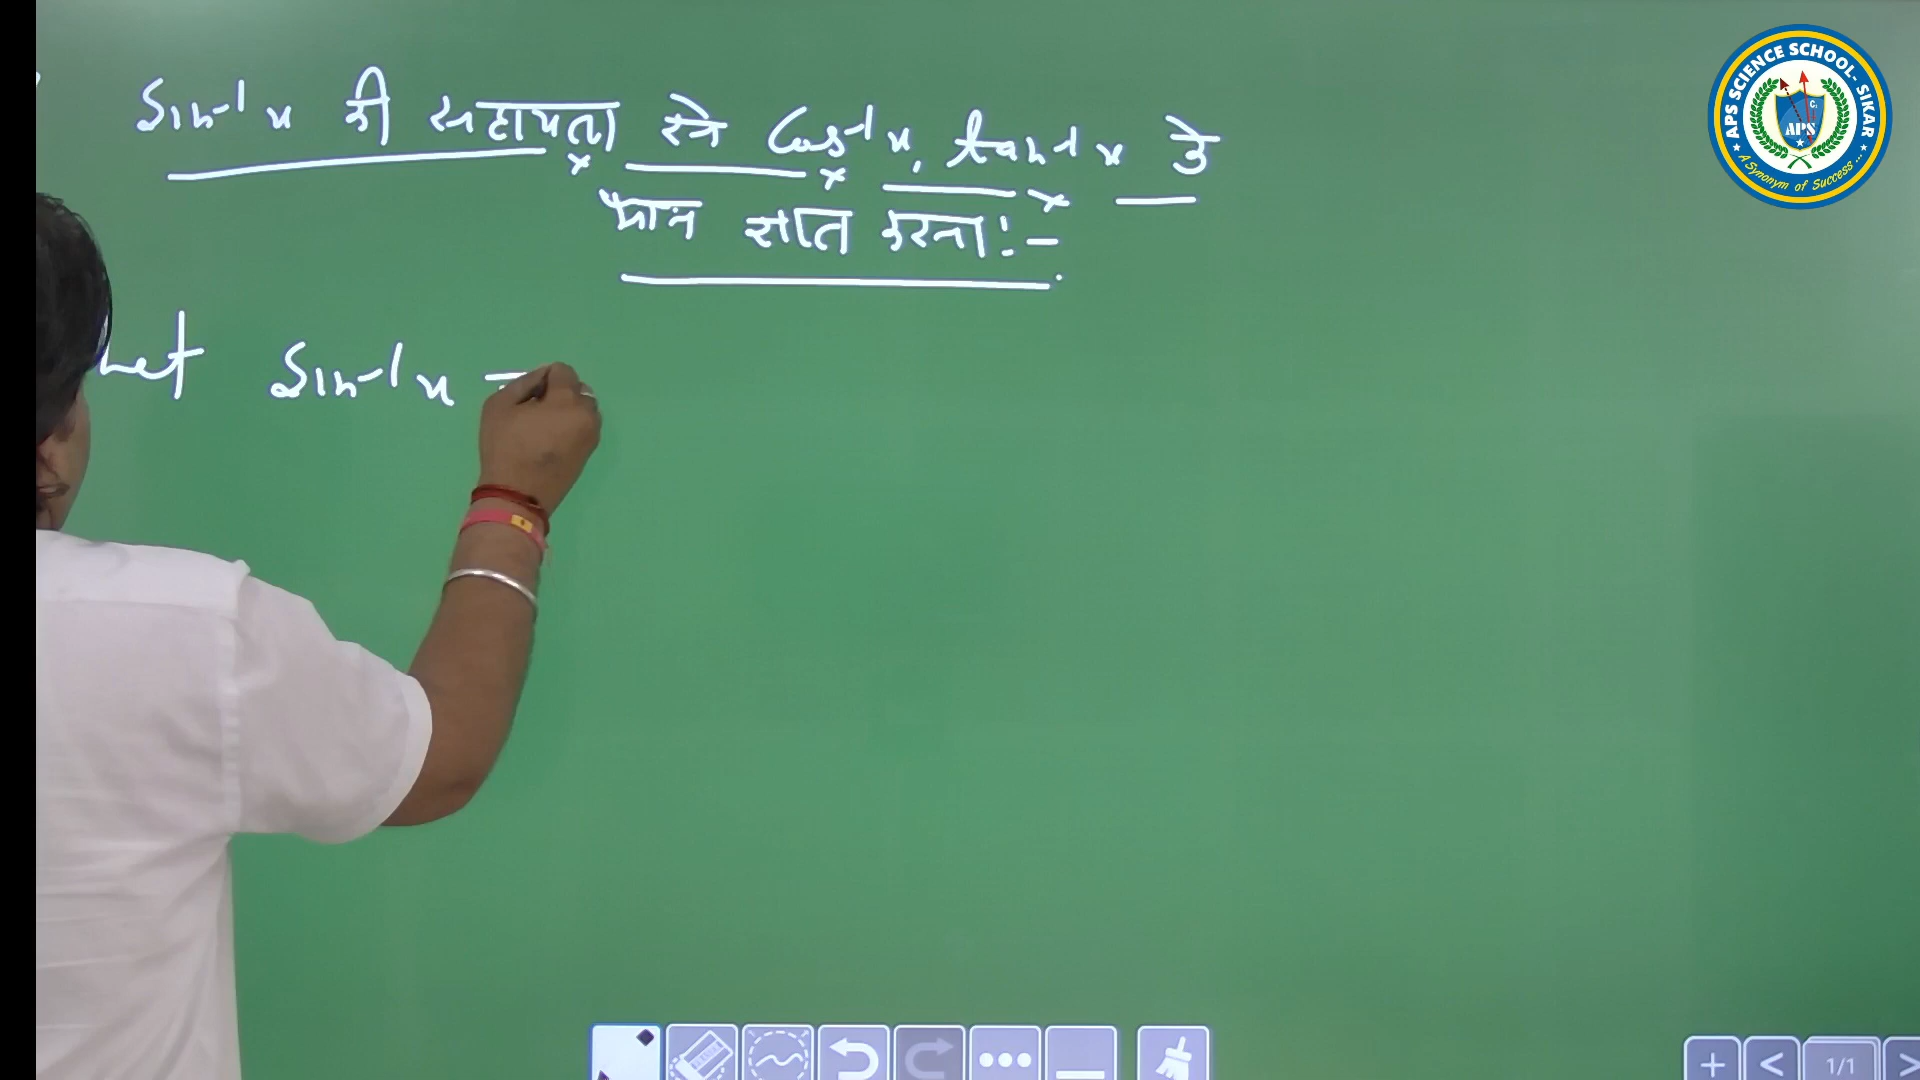 Sin⁻¹x की सहायता से Cos⁻¹x, tan⁻¹x के
मान ज्ञात करना:-
Let Sin⁻¹x =
APS SCIENCE SCHOOL-SIKAR
APS
A Synonym of Success...
1/1